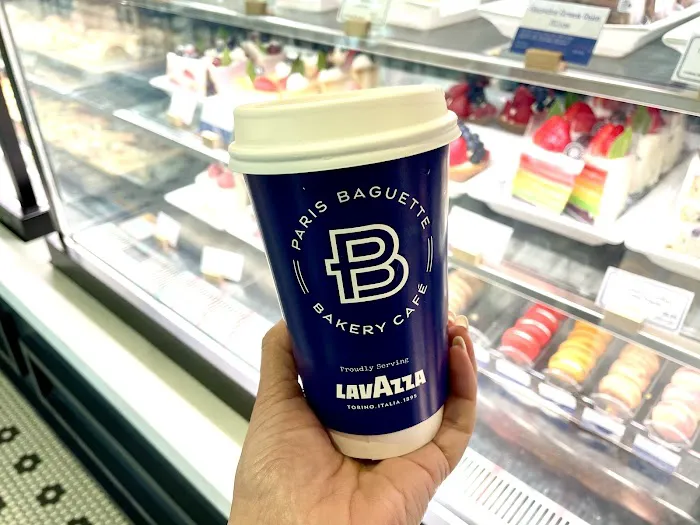 PARIS BAGUETTE
B
BAKERY CAFÉ
Proudly Serving
LAVAZZA
TORINO.ITALIA.1895